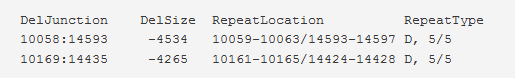 DelJunction DelSize RepeatLocation RepeatType
10058:14593 -4534 10059-10063/14593-14597 D, 5/5
10169:14435 -4265 10161-10165/14424-14428 D, 5/5